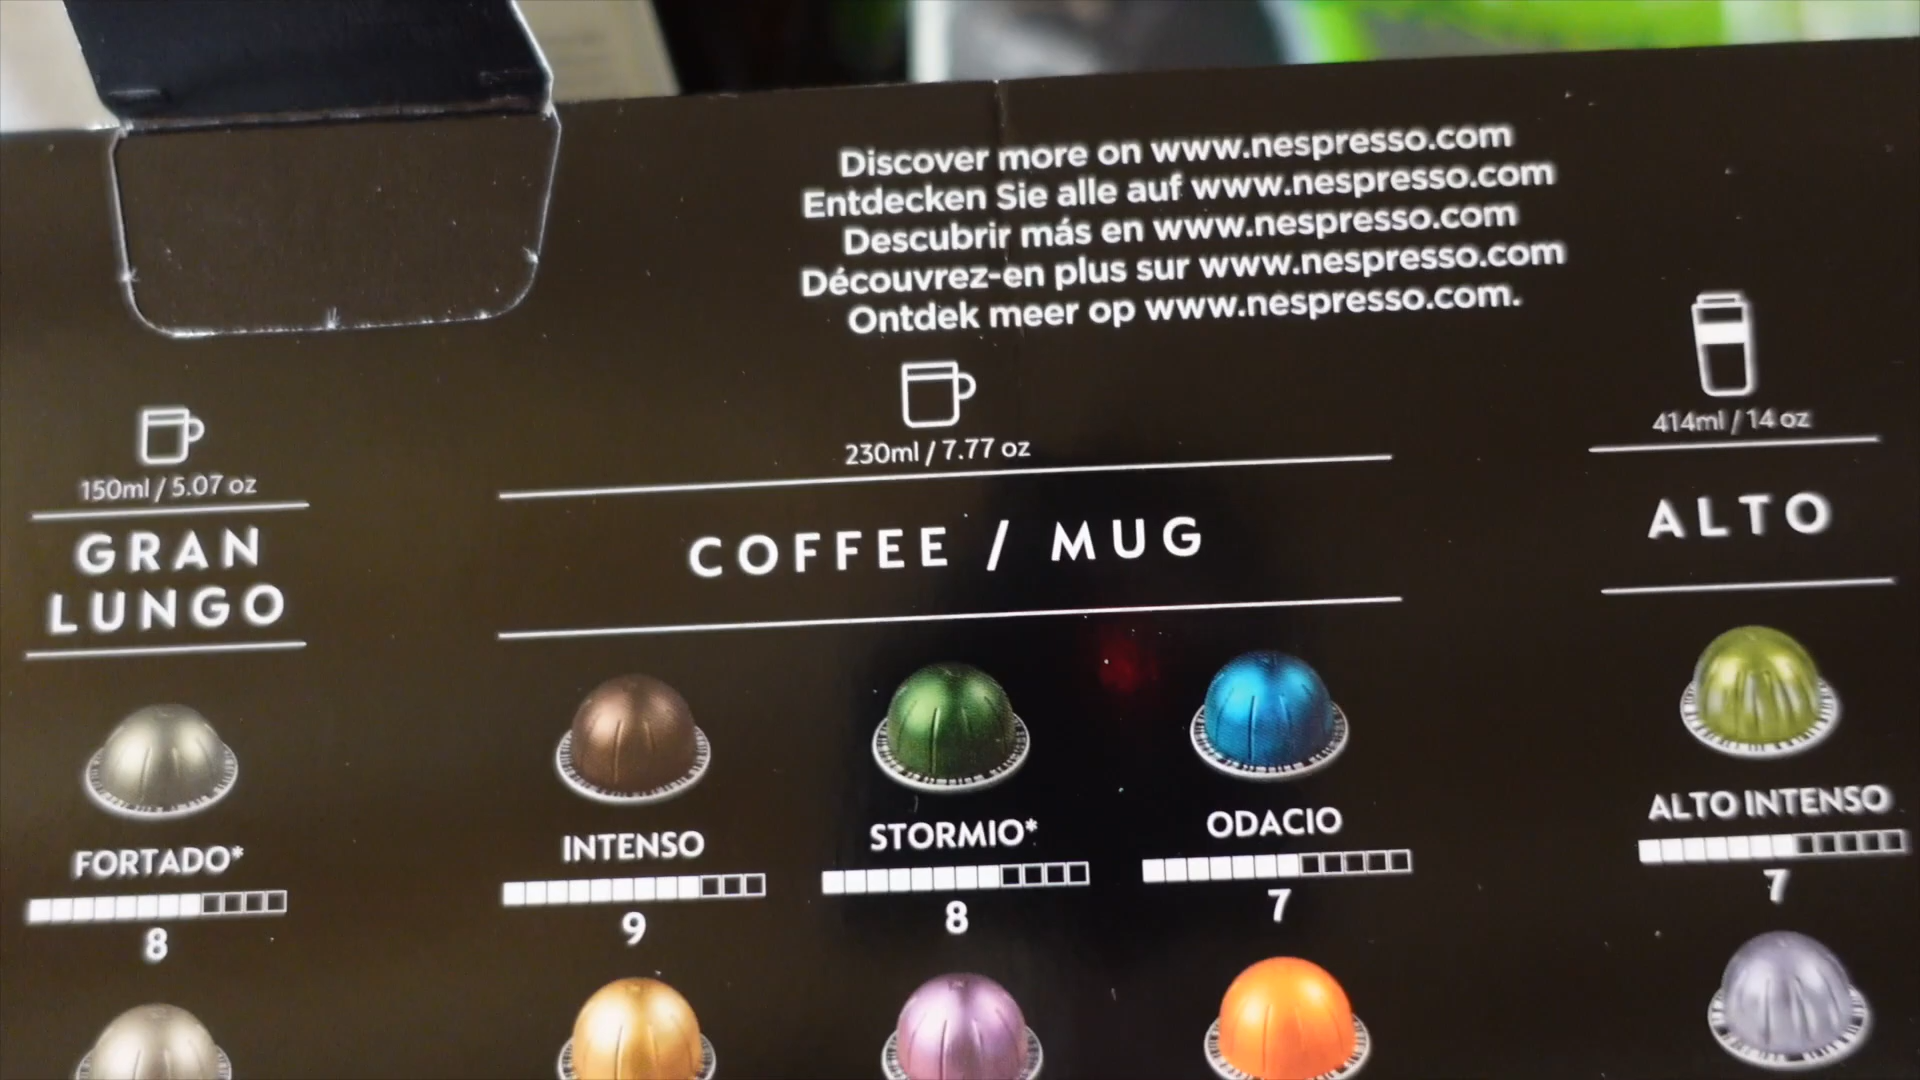 Discover more on www.nespresso.com
Entdecken Sie alle auf www.nespresso.com
Descubrir más en www.nespresso.com
Découvrez-en plus sur www.nespresso.com
Ontdek meer op www.nespresso.com.
150ml / 5.07 oz
GRAN
LUNGO
FORTADO*
8
230ml / 7.77 oz
COFFEE / MUG
INTENSO
9
STORMIO*
8
ODACIO
7
414ml / 14 oz
ALTO
ALTO INTENSO
7